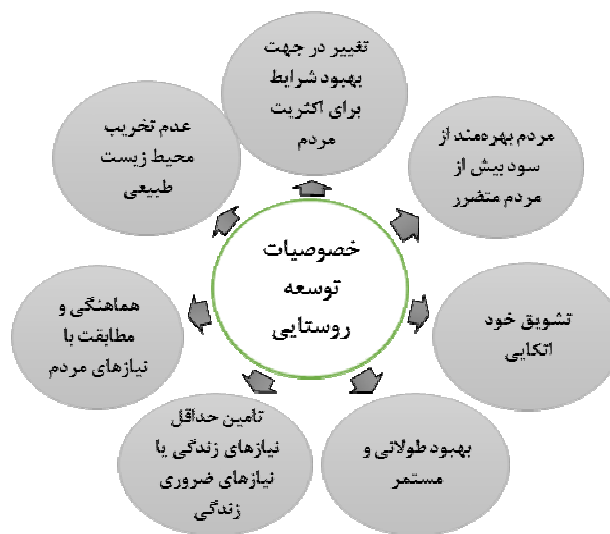 خصوصیات
توسعه
روستایی
تغییر در جهت
بهبود شرایط
برای اکثریت
مردم
مردم بهره‌مند از
سود بیش از
مردم متضرر
تشویق خود
اتکایی
بهبود طولانی و
مستمر
تامین حداقل
نیازهای زندگی یا
نیازهای ضروری
زندگی
هماهنگی و
مطابقت با
نیازهای مردم
عدم تخریب
محیط زیست
طبیعی